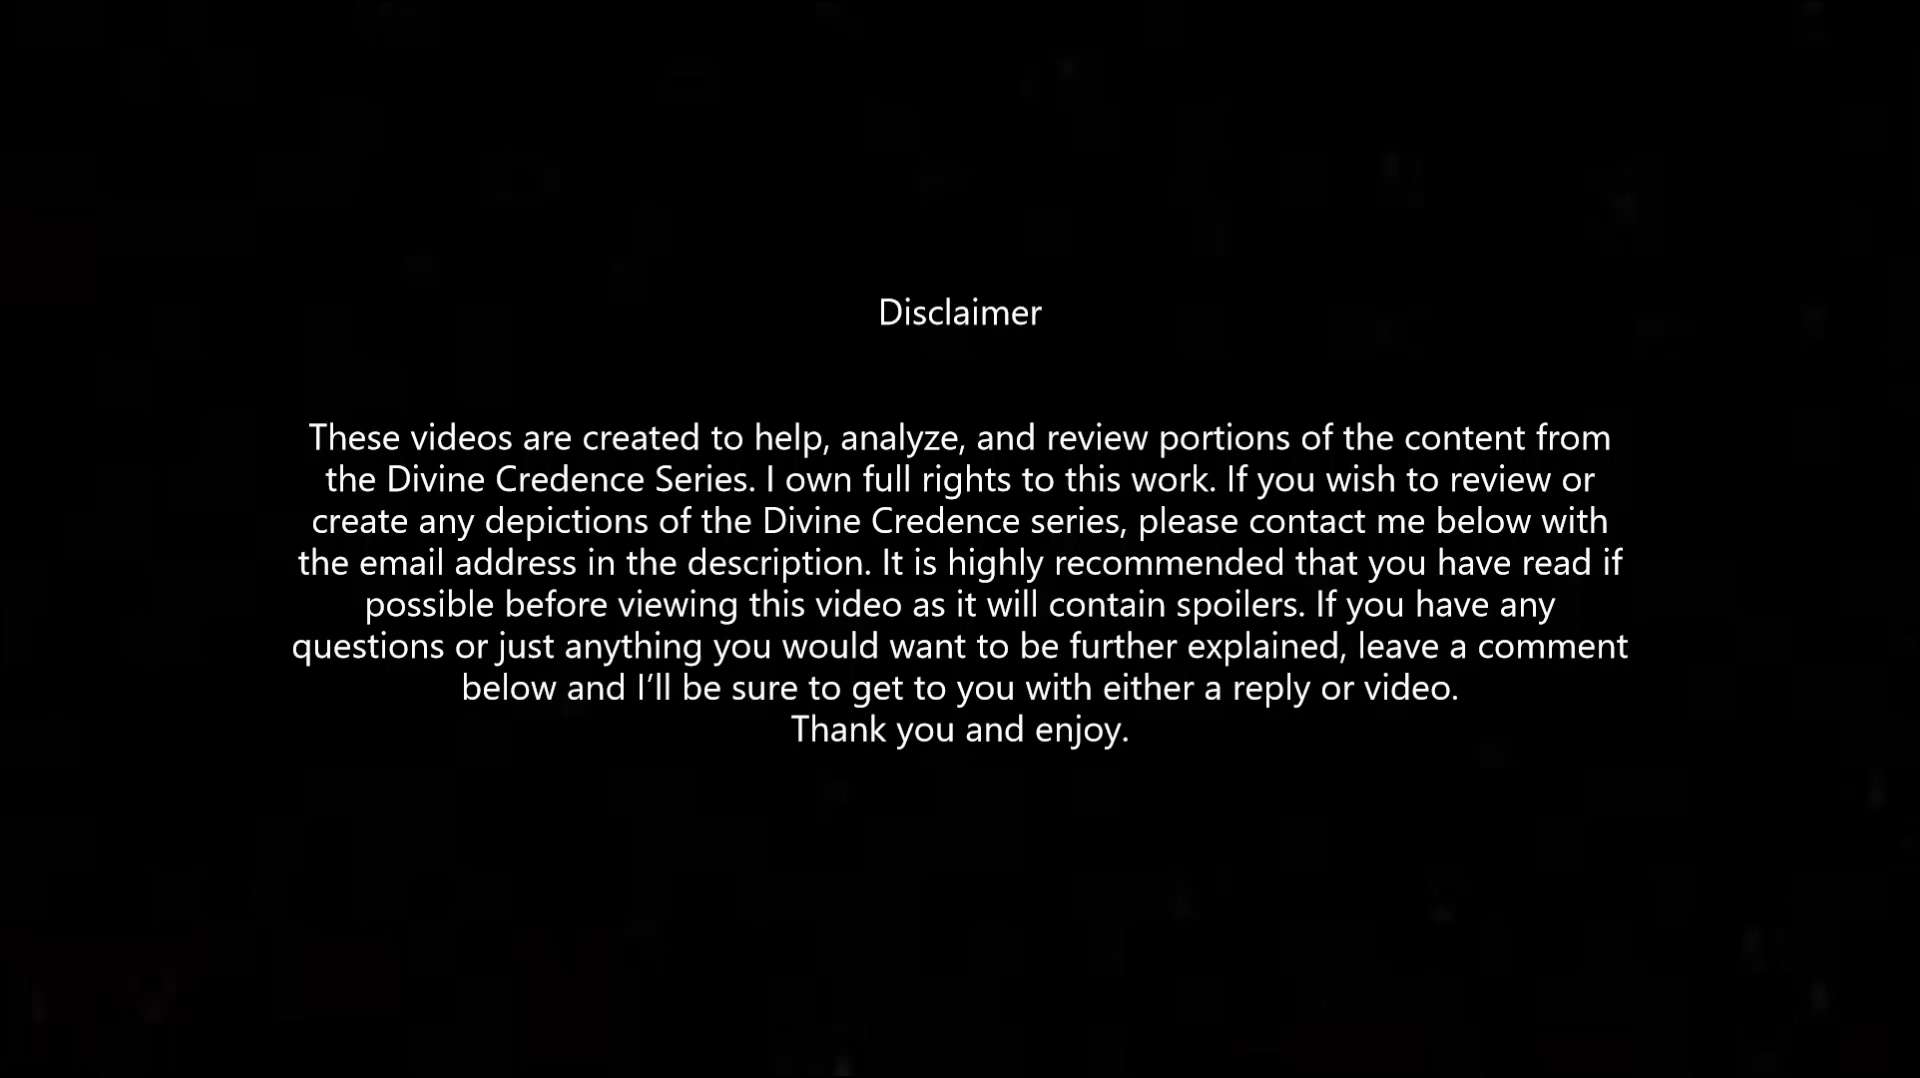 Disclaimer
These videos are created to help, analyze, and review portions of the content from
the Divine Credence Series. I own full rights to this work. If you wish to review or
create any depictions of the Divine Credence series, please contact me below with
the email address in the description. It is highly recommended that you have read if
possible before viewing this video as it will contain spoilers. If you have any
questions or just anything you would want to be further explained, leave a comment
below and I’ll be sure to get to you with either a reply or video.
Thank you and enjoy.